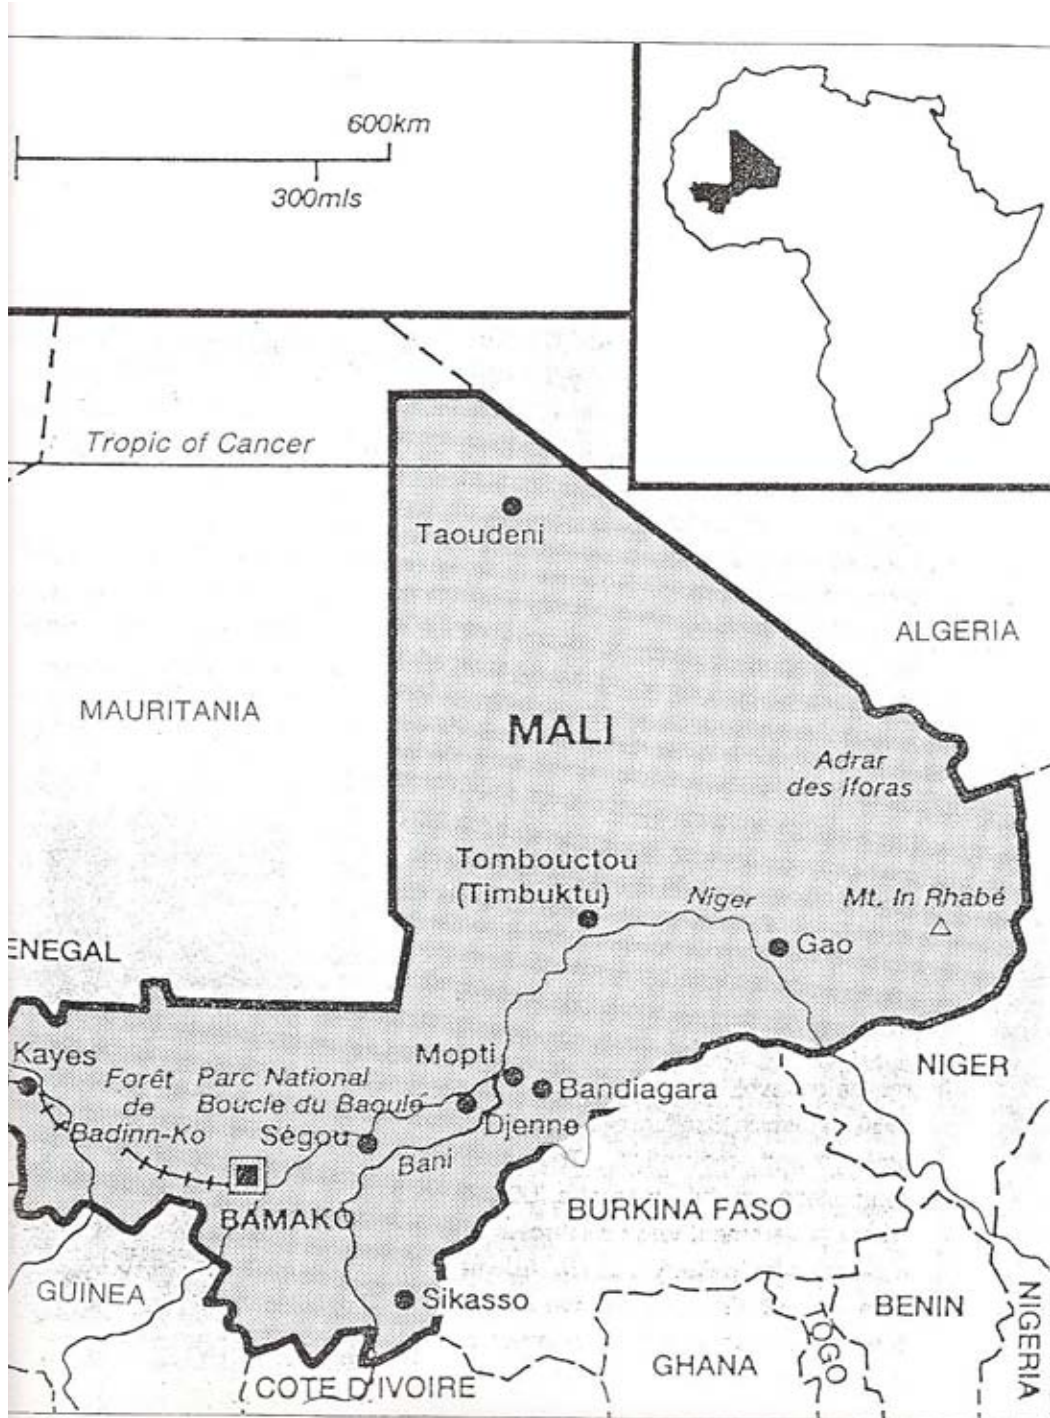 600km
300mls
Tropic of Cancer
Taoudeni
ALGERIA
MAURITANIA
MALI
Adrar
des Iforas
Tombouctou
(Timbuktu)
Niger
Mt. In Rhabé
Gao
ENEGAL
Kayes
Mopti
NIGER
Forêt
de
Badinn-Ko
Parc National
Boucle du Baoulé
Bandiagara
Djenne
Ségou
Bani
BAMAKO
BURKINA FASO
GUINEA
Sikasso
BENIN
NIGERIA
TOGO
GHANA
COTE D'IVOIRE